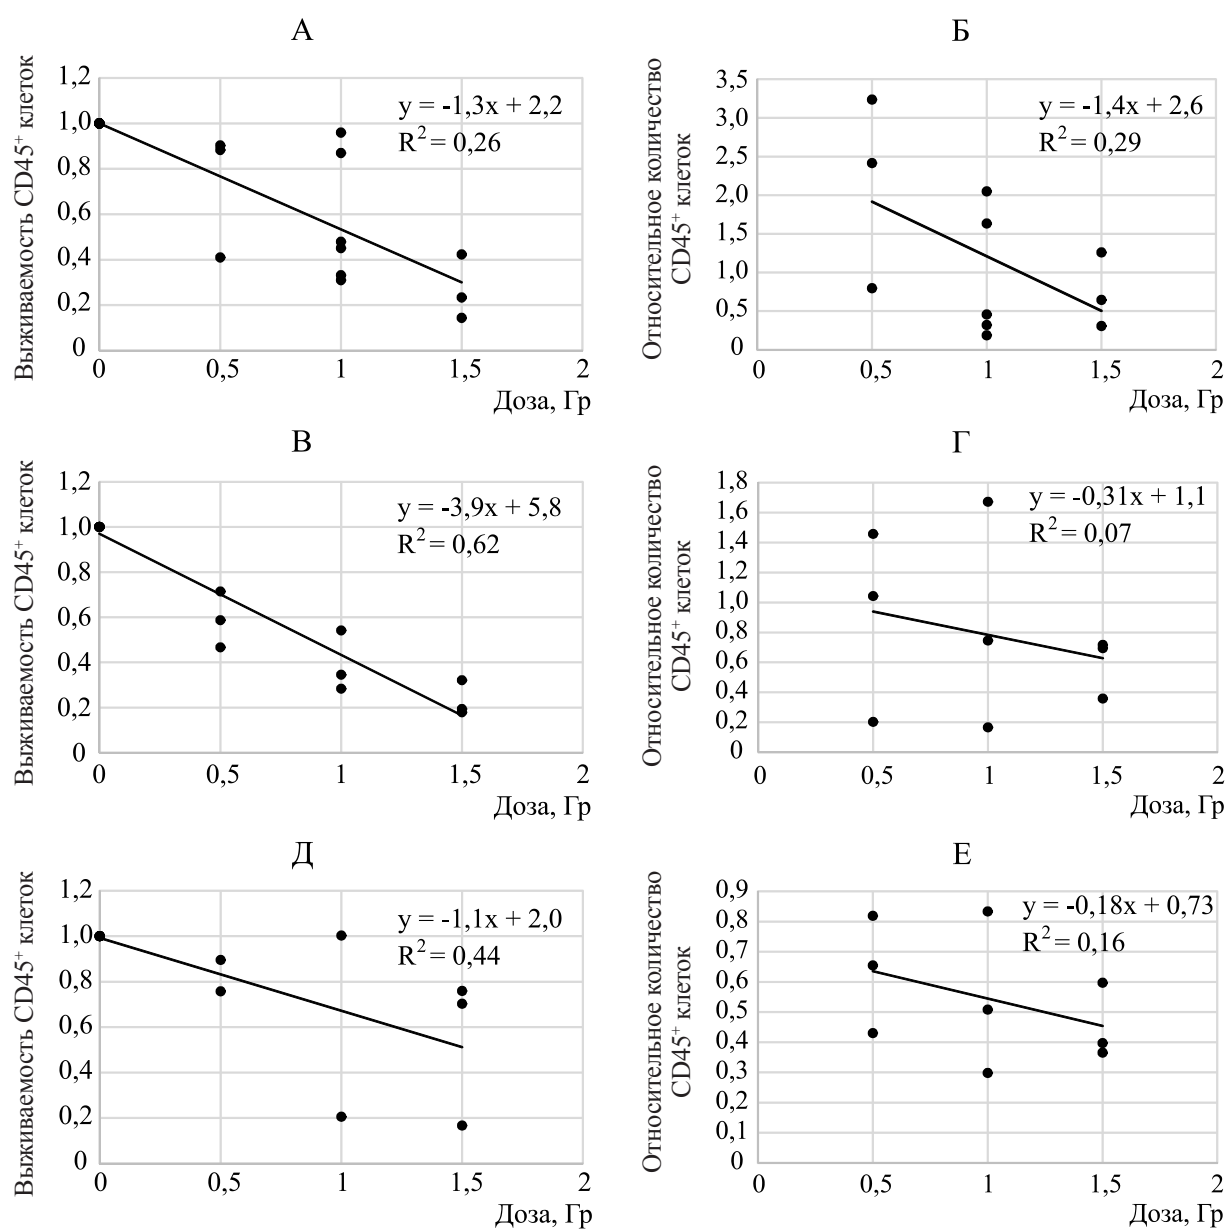 А
Выживаемость CD45⁺ клеток
1,2
1,0
0,8
0,6
0,4
0,2
0
y = -1,3x + 2,2
R² = 0,26
0 0,5 1 1,5 2
Доза, Гр
Б
Относительное количество
CD45⁺ клеток
3,5
3,0
2,5
2,0
1,5
1,0
0,5
0
y = -1,4x + 2,6
R² = 0,29
0 0,5 1 1,5 2
Доза, Гр
В
Выживаемость CD45⁺ клеток
1,2
1,0
0,8
0,6
0,4
0,2
0
y = -3,9x + 5,8
R² = 0,62
0 0,5 1 1,5 2
Доза, Гр
Г
Относительное количество
CD45⁺ клеток
1,8
1,6
1,4
1,2
1,0
0,8
0,6
0,4
0,2
0
y = -0,31x + 1,1
R² = 0,07
0 0,5 1 1,5 2
Доза, Гр
Д
Выживаемость CD45⁺ клеток
1,2
1,0
0,8
0,6
0,4
0,2
0
y = -1,1x + 2,0
R² = 0,44
0 0,5 1 1,5 2
Доза, Гр
Е
Относительное количество
CD45⁺ клеток
0,9
0,8
0,7
0,6
0,5
0,4
0,3
0,2
0,1
0
y = -0,18x + 0,73
R² = 0,16
0 0,5 1 1,5 2
Доза, Гр